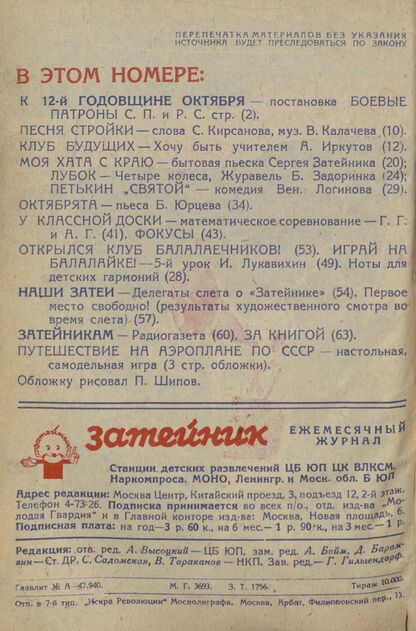 ПЕРЕПЕЧАТКА МАТЕРИАЛОВ БЕЗ УКАЗАНИЯ
ИСТОЧНИКА БУДЕТ ПРЕСЛЕДОВАТЬСЯ ПО ЗАКОНУ
В ЭТОМ НОМЕРЕ:
К 12-й ГОДОВЩИНЕ ОКТЯБРЯ — постановка БОЕВЫЕ
ПАТРОНЫ С. П. и Р. С. стр. (2).
ПЕСНЯ СТРОЙКИ — слова С. Кирсанова, муз. В. Калачева (10).
КЛУБ БУДУЩИХ — Хочу быть учителем А. Иркутов (12).
МОЯ ХАТА С КРАЮ — бытовая пьеска Сергея Затейника (20);
ЛУБОК — Четыре колеса, Журавель Б. Задоринка (24);
ПЕТЬКИН „СВЯТОЙ" — комедия Вен. Логинова (29).
ОКТЯБРЯТА — пьеса Б. Юрцева (34).
У КЛАССНОЙ ДОСКИ — математическое соревнование — Г. Г.
и А. Г. (41). ФОКУСЫ (43).
ОТКРЫЛСЯ КЛУБ БАЛАЛАЕЧНИКОВ! (53). ИГРАЙ НА
БАЛАЛАЙКЕ! — 5-й урок И. Лукавихин (49). Ноты для
детских гармоний (28).
НАШИ ЗАТЕИ — Делегаты слета о «Затейнике» (54). Первое
место свободно! (результаты художественного смотра во
время слета) (57).
ЗАТЕЙНИКАМ — Радиогазета (60). ЗА КНИГОЙ (63).
ПУТЕШЕСТВИЕ НА АЭРОПЛАНЕ ПО СССР — настольная,
самодельная игра (3 стр. обложки).
Обложку рисовал П. Шипов.
затейник
ЕЖЕМЕСЯЧНЫЙ
ЖУРНАЛ
Станции детских развлечений ЦБ ЮП ЦК ВЛКСМ,
Наркомпроса, МОНО, Ленингр. и Моск. обл. Б ЮП
Адрес редакции: Москва Центр, Китайский проезд, 3, подъезд 12, 2-й этаж.
Телефон 4-73-26. Подписка принимается во всех п/о, отд. изд-ва „Мо-
лодая Гвардия" и в Главной конторе изд-ва: Москва, Новая площадь, 6.
Подписная плата: на год—3 р. 60 к., на 6 мес.—1 р. 90 к., на 3 мес.—1 р.
Редакция: отв. ред. А. Высоцкий — ЦБ ЮП, зам. ред. А. Бойм, Д. Барам-
зин—Ст. ДР, С. Садомская, В. Тараканов — НКП. Зав. ред.— Г. Гильгендорф.
Главлит № А—47.940. М. Г. 3693. З. Т. 1756. Тираж 10.000.
Отп. в 7-й тип. „Искра Революции" Мосполиграфа, Москва, Арбат, Филипповский пер., 13.